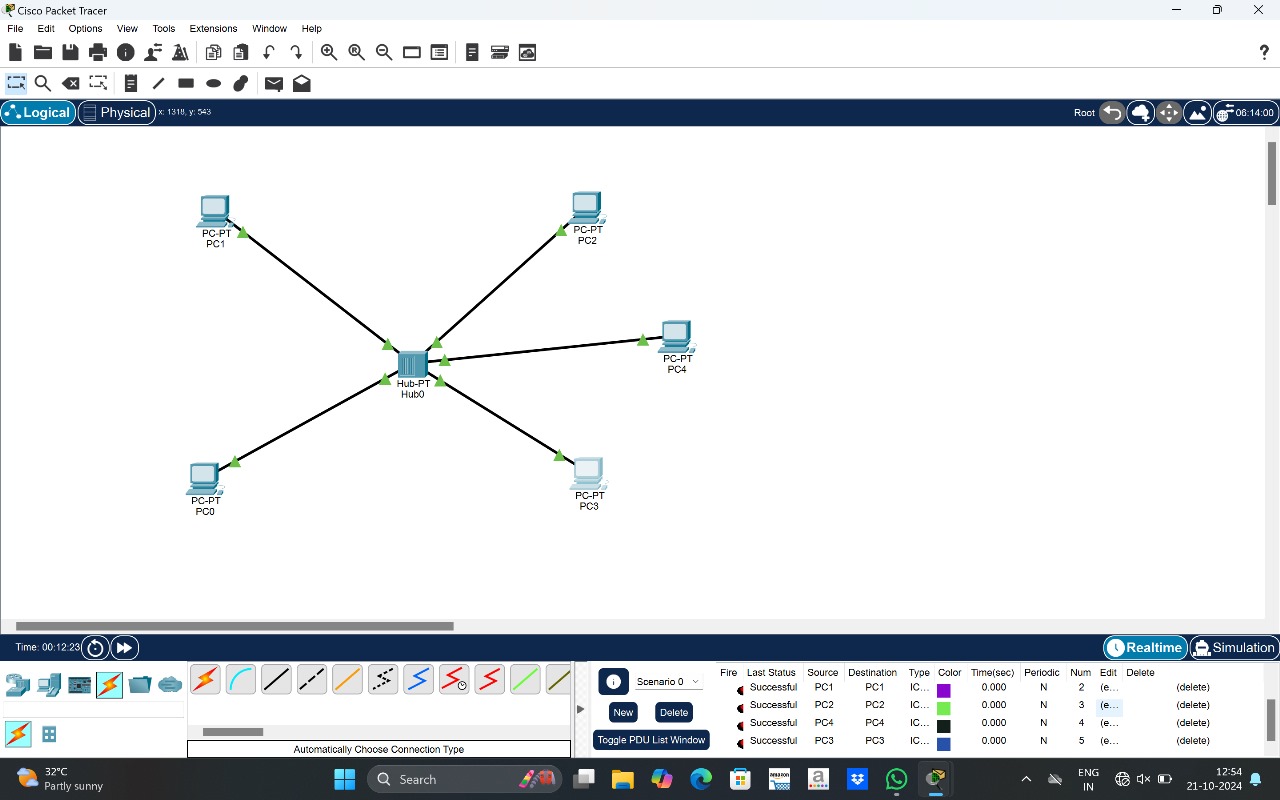 Cisco Packet Tracer
File Edit Options View Tools Extensions Window Help
?
Logical Physical x: 1318, y: 543 Root 06:14:00
PC-PT
PC1
PC-PT
PC2
PC-PT
PC4
Hub-PT
Hub0
PC-PT
PC0
PC-PT
PC3
Time: 00:12:23 Realtime Simulation
Fire Last Status Source Destination Type Color Time(sec) Periodic Num Edit Delete
Scenario 0
Successful PC1 PC1 IC... 0.000 N 2 (e... (delete)
Successful PC2 PC2 IC... 0.000 N 3 (e... (delete)
New Delete
Successful PC4 PC4 IC... 0.000 N 4 (e... (delete)
Toggle PDU List Window
Successful PC3 PC3 IC... 0.000 N 5 (e... (delete)
Automatically Choose Connection Type
32°C
Partly sunny
Search
amazon
a
ENG
IN
12:54
21-10-2024